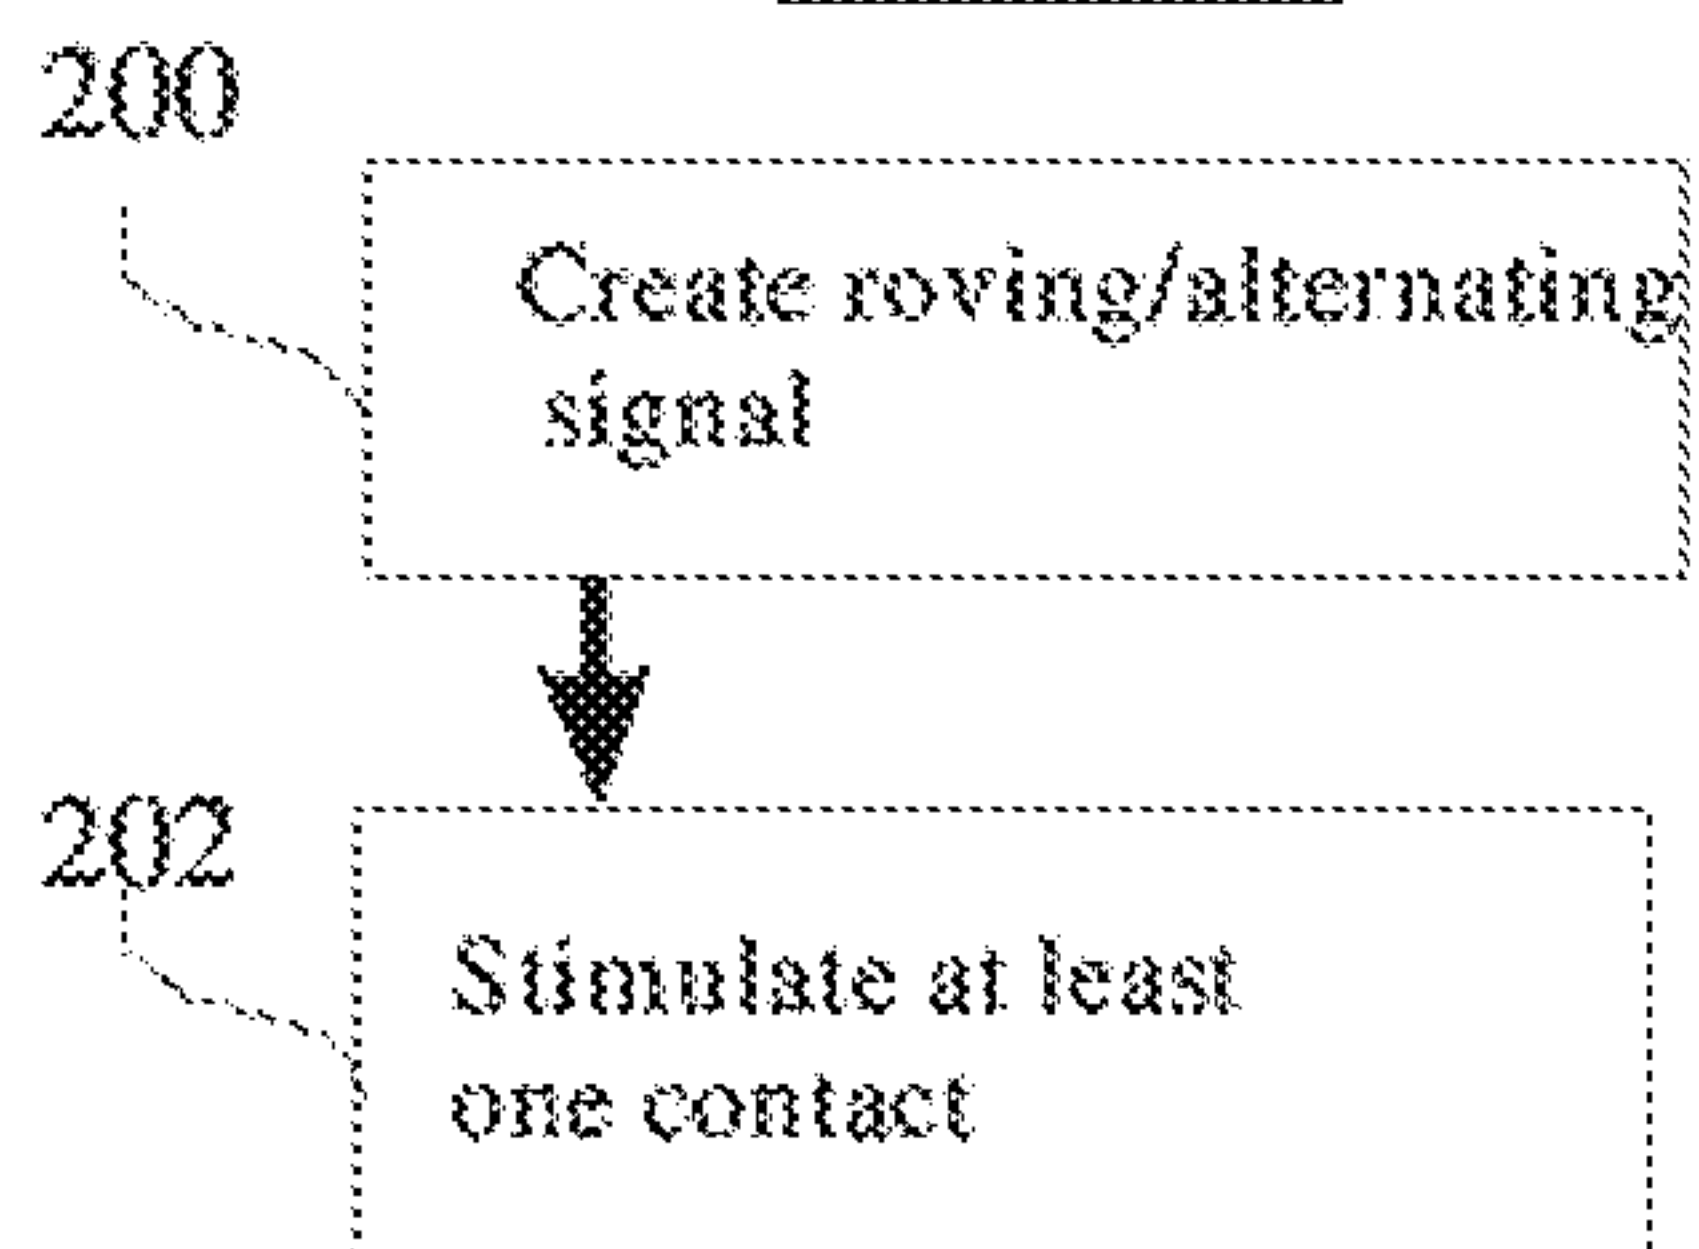 200
Create roving/alternating
signal
202
Stimulate at least
one contact